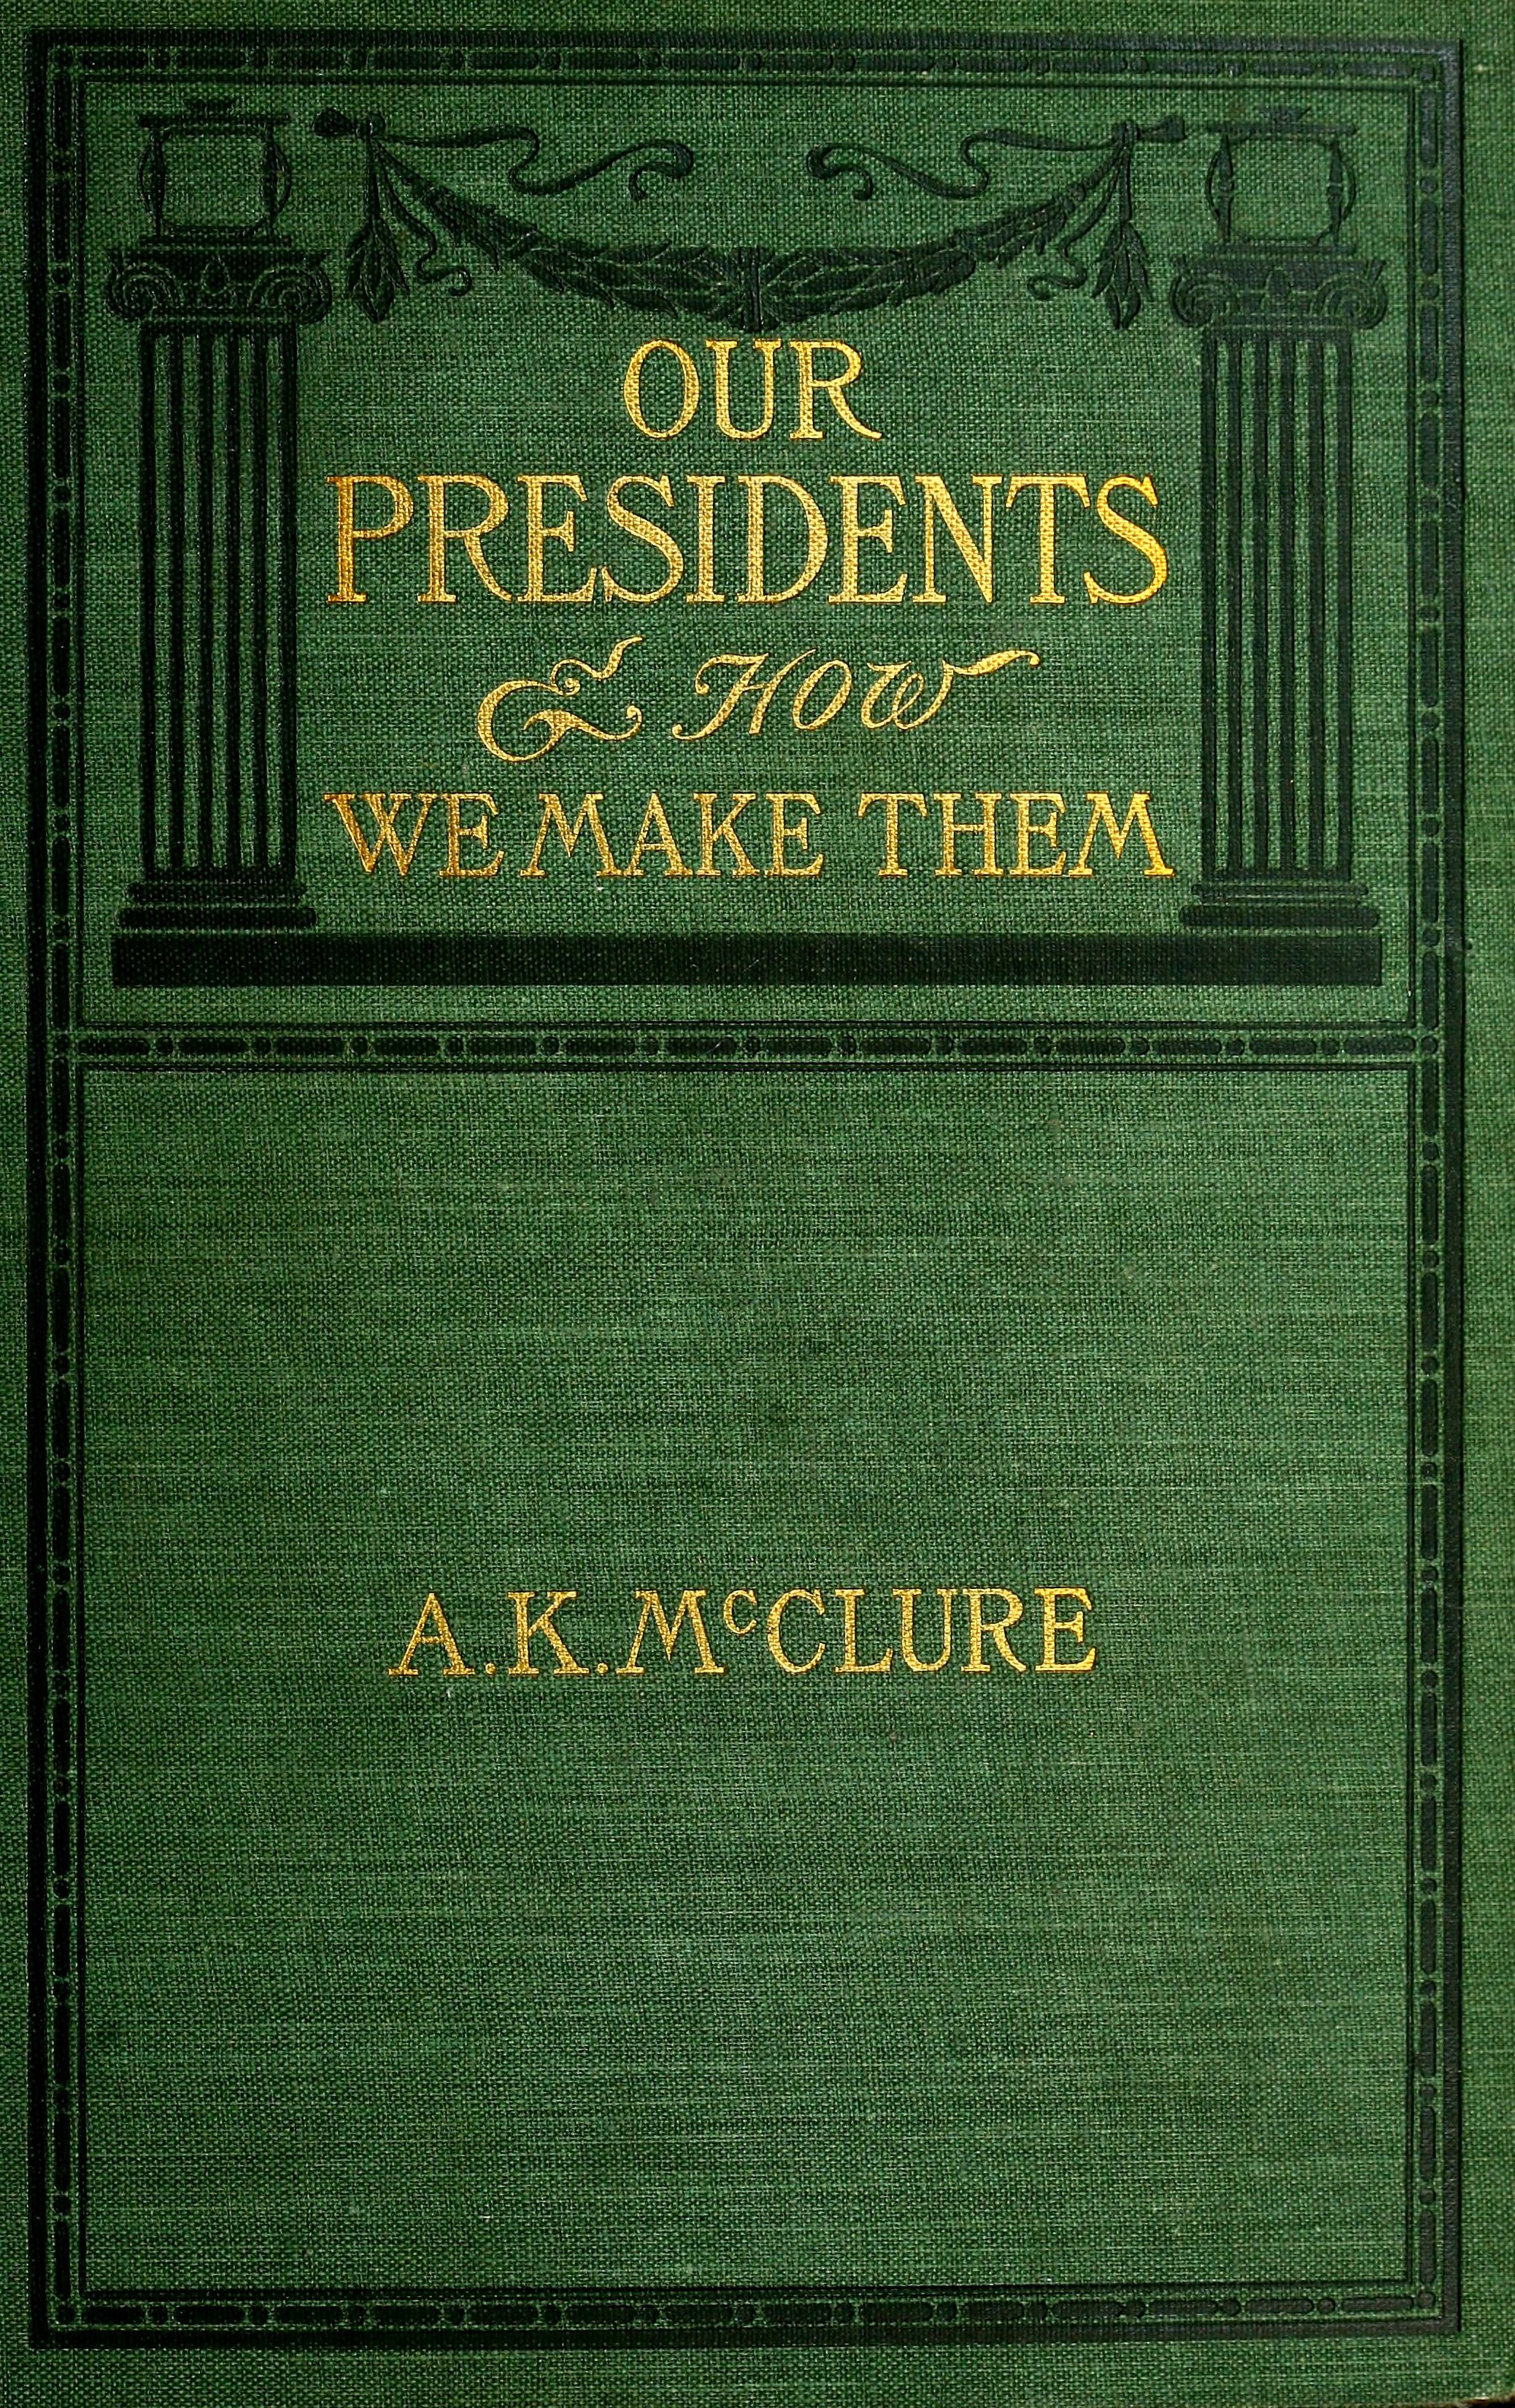 OUR
PRESIDENTS
& HOW
WE MAKE THEM
A. K. McCLURE